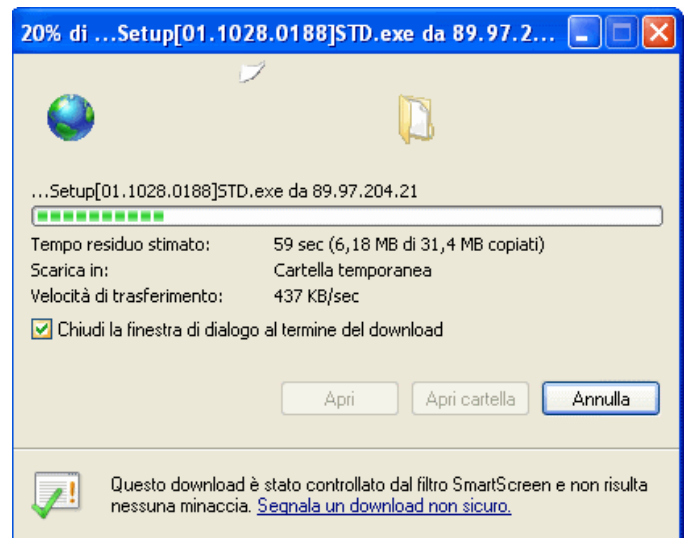 20% di ...Setup[01.1028.0188]STD.exe da 89.97.2...
...Setup[01.1028.0188]STD.exe da 89.97.204.21
Tempo residuo stimato: 59 sec (6,18 MB di 31,4 MB copiati)
Scarica in: Cartella temporanea
Velocità di trasferimento: 437 KB/sec
Chiudi la finestra di dialogo al termine del download
Apri Apri cartella Annulla
Questo download è stato controllato dal filtro SmartScreen e non risulta
nessuna minaccia. Segnala un download non sicuro.